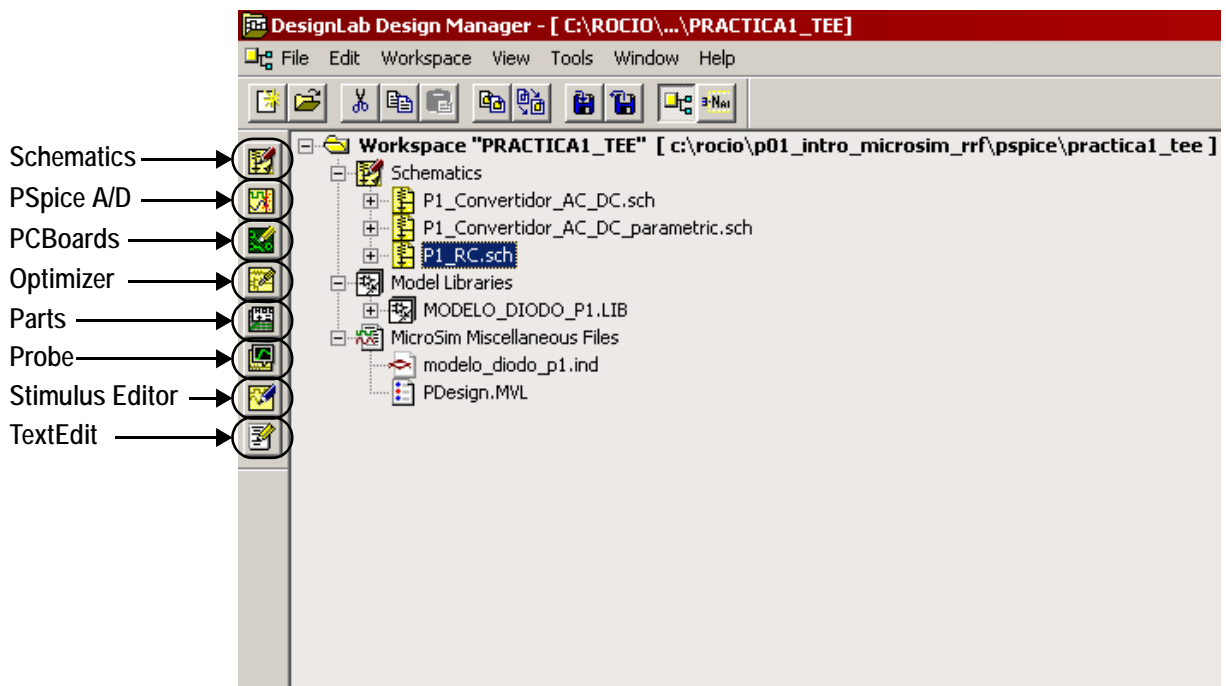 DesignLab Design Manager - [ C:\ROCIO\...\PRACTICA1_TEE]
File Edit Workspace View Tools Window Help
Workspace "PRACTICA1_TEE" [ c:\rocio\p01_intro_microsim_rrf\pspice\practica1_tee ]
Schematics
P1_Convertidor_AC_DC.sch
P1_Convertidor_AC_DC_parametric.sch
P1_RC.sch
Model Libraries
MODELO_DIODO_P1.LIB
MicroSim Miscellaneous Files
modelo_diodo_p1.ind
PDesign.MVL
Schematics
PSpice A/D
PCBoards
Optimizer
Parts
Probe
Stimulus Editor
TextEdit